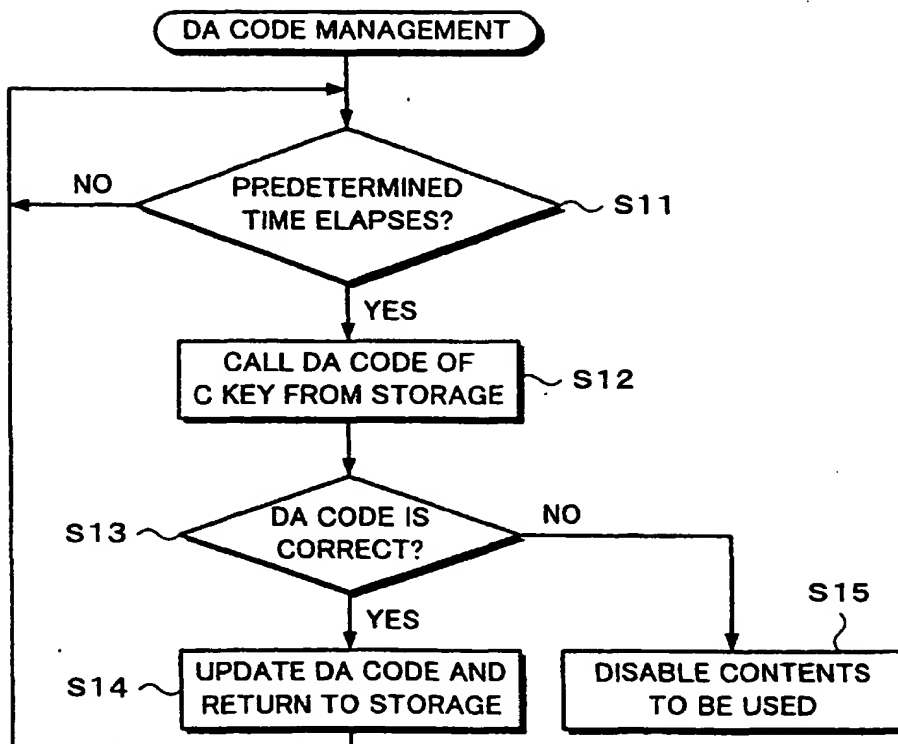 DA CODE MANAGEMENT
NO
PREDETERMINED
TIME ELAPSES?
S11
YES
CALL DA CODE OF
C KEY FROM STORAGE
S12
S13
DA CODE IS
CORRECT?
NO
YES
S15
S14
UPDATE DA CODE AND
RETURN TO STORAGE
DISABLE CONTENTS
TO BE USED